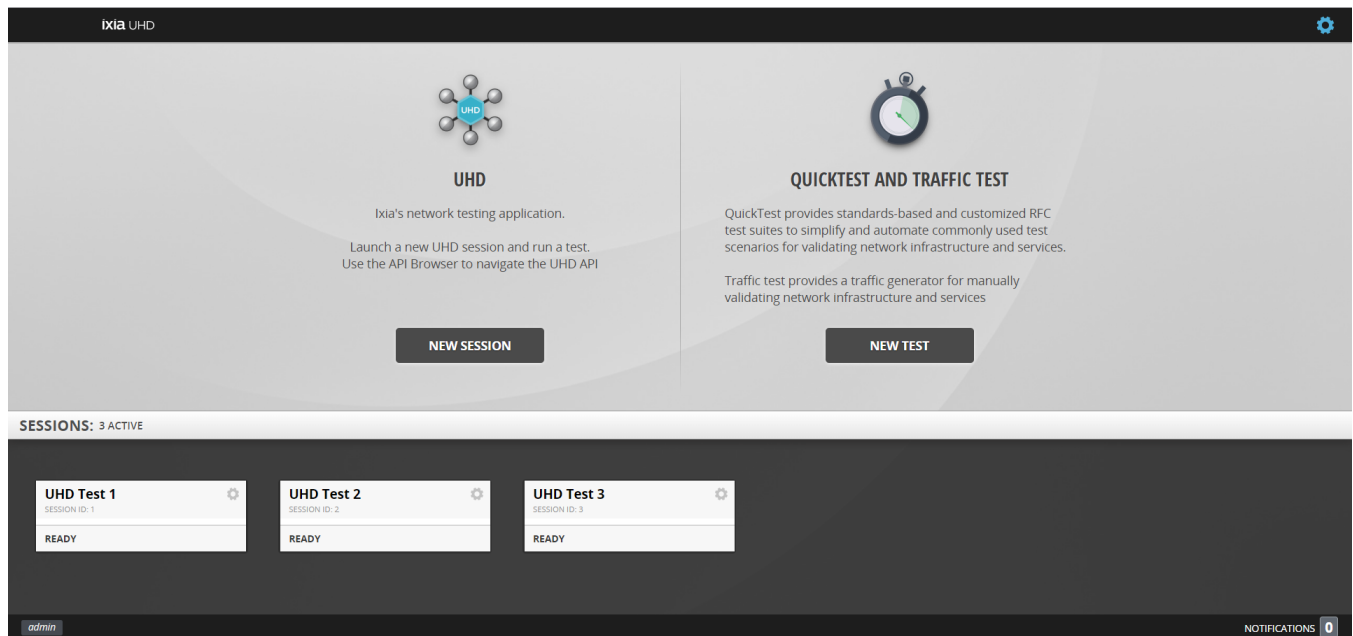 ixia UHD
UHD
UHD
Ixia's network testing application.
Launch a new UHD session and run a test.
Use the API Browser to navigate the UHD API
NEW SESSION
QUICKTEST AND TRAFFIC TEST
QuickTest provides standards-based and customized RFC
test suites to simplify and automate commonly used test
scenarios for validating network infrastructure and services.
Traffic test provides a traffic generator for manually
validating network infrastructure and services
NEW TEST
SESSIONS: 3 ACTIVE
UHD Test 1
SESSION ID: 1
READY
UHD Test 2
SESSION ID: 2
READY
UHD Test 3
SESSION ID: 3
READY
admin
NOTIFICATIONS 0